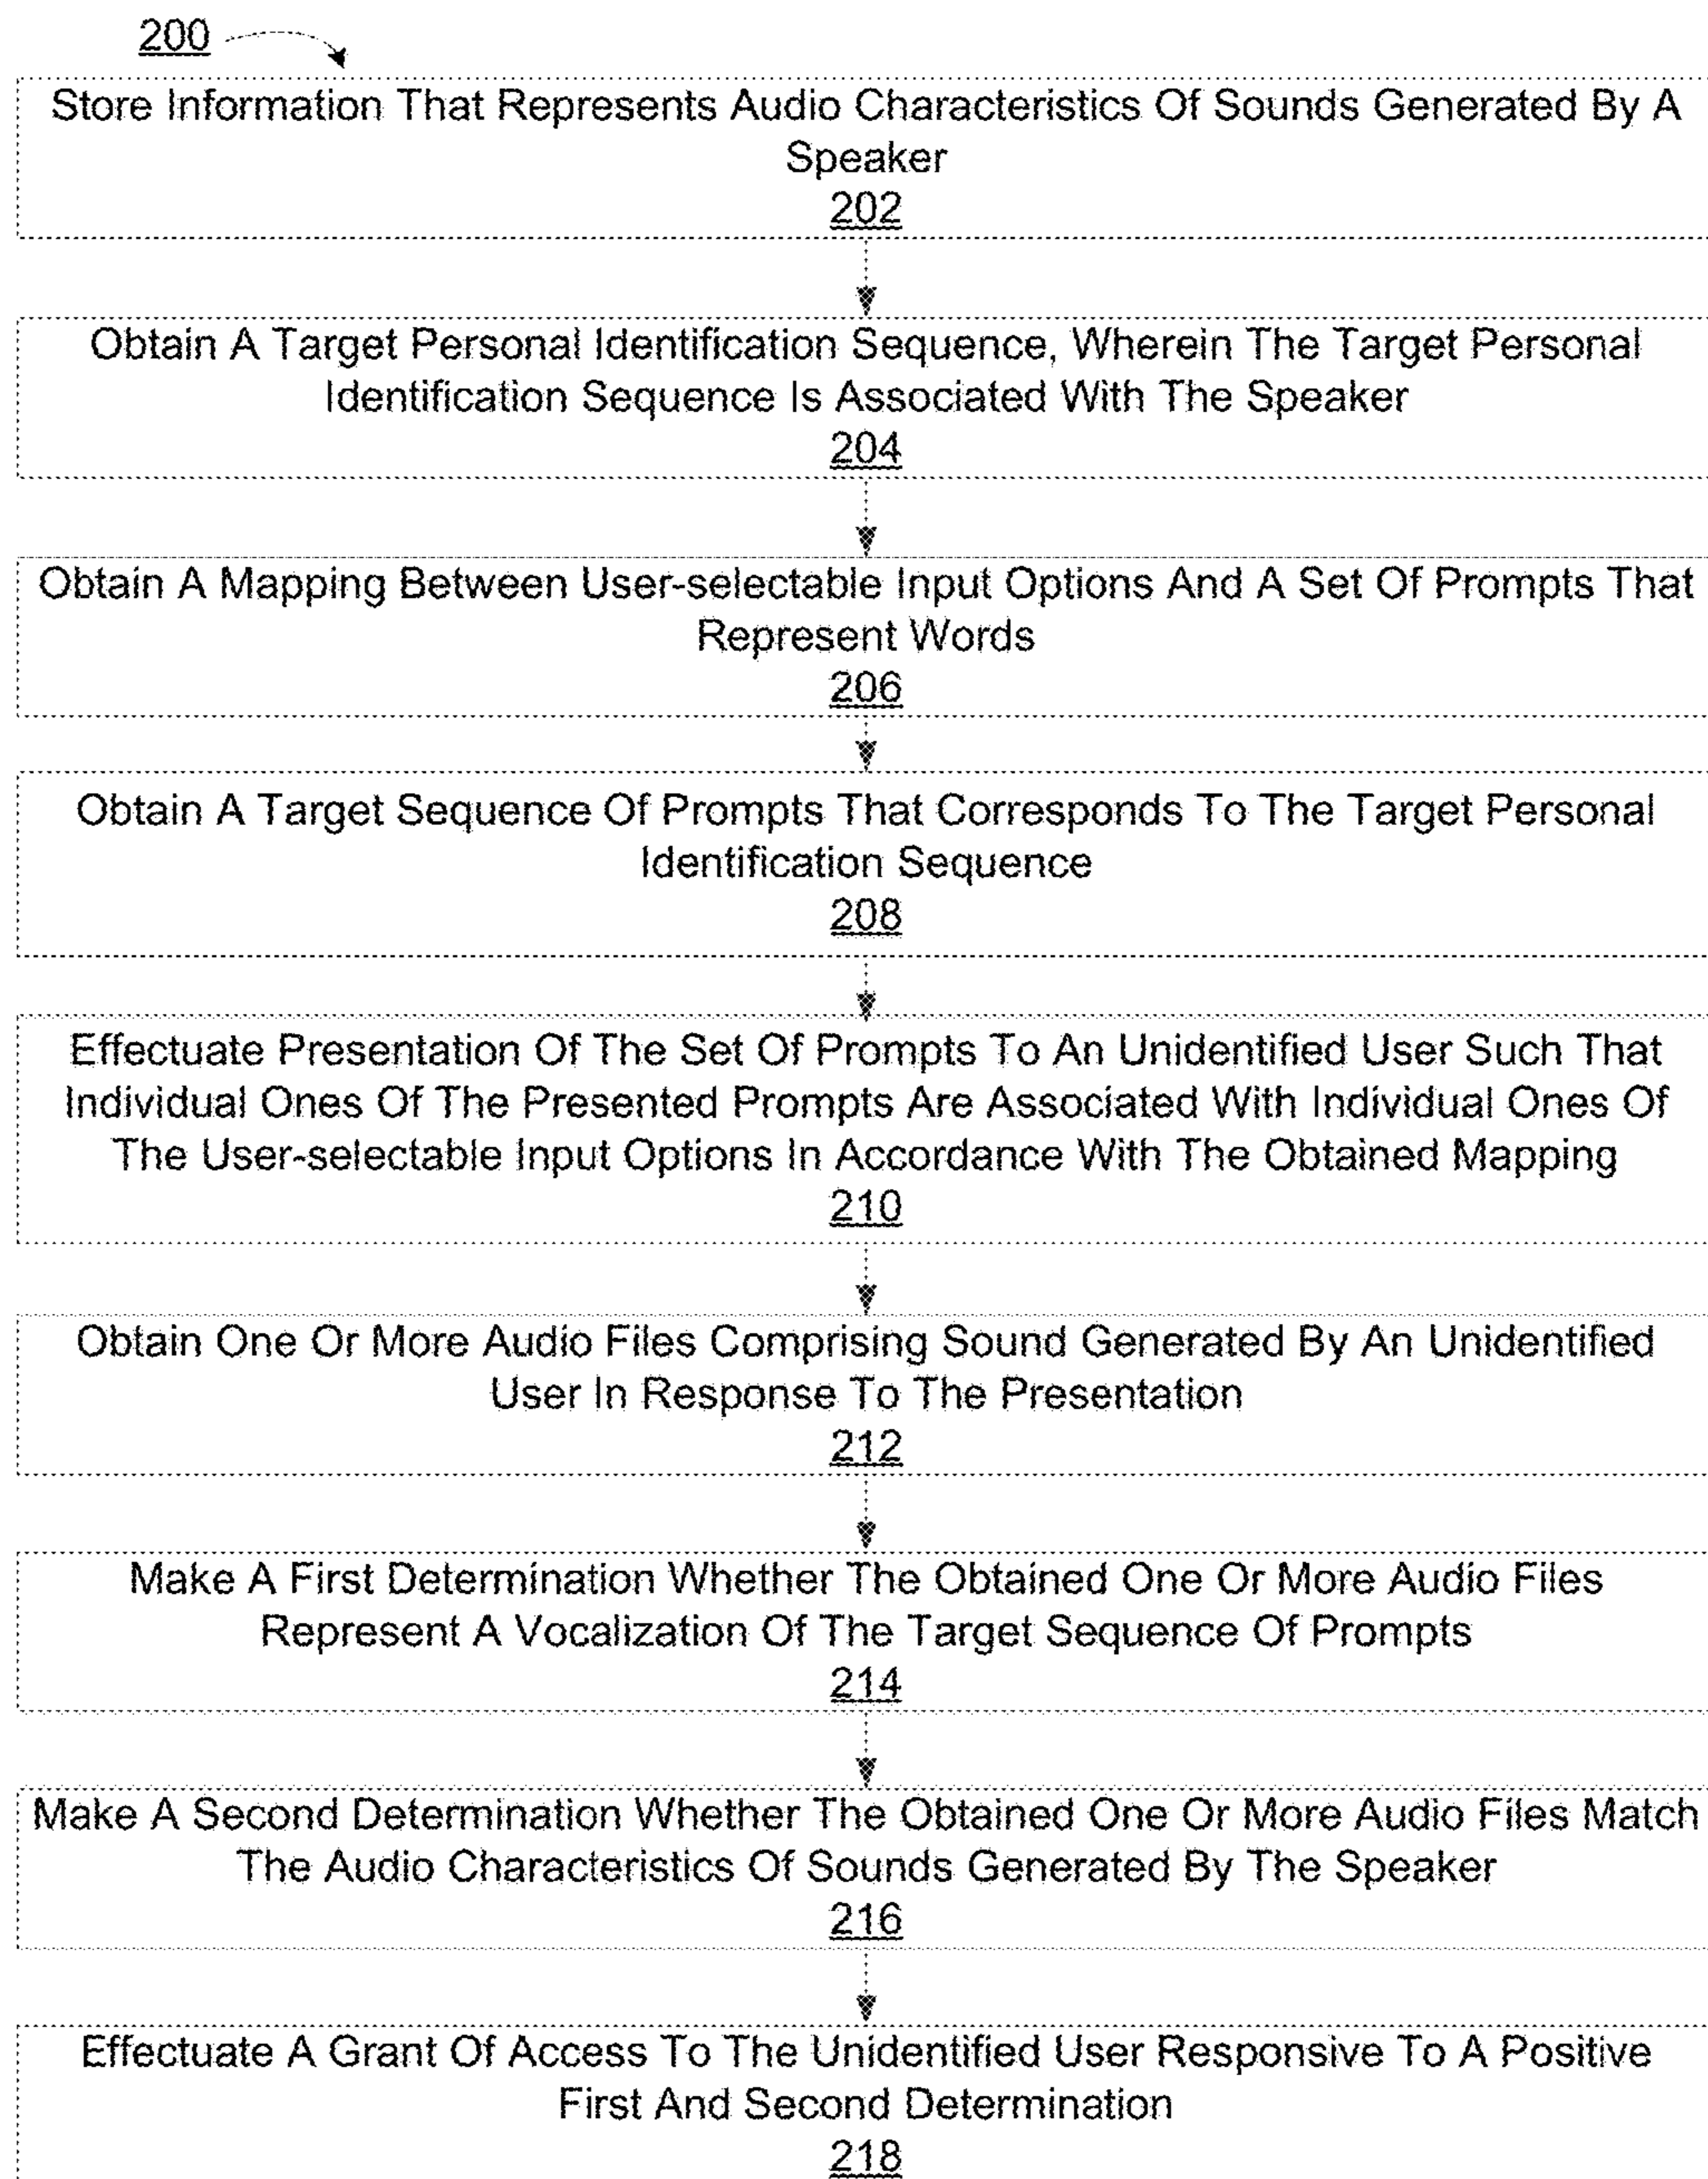 200
Store Information That Represents Audio Characteristics Of Sounds Generated By A
Speaker
202
Obtain A Target Personal Identification Sequence, Wherein The Target Personal
Identification Sequence Is Associated With The Speaker
204
Obtain A Mapping Between User-selectable Input Options And A Set Of Prompts That
Represent Words
206
Obtain A Target Sequence Of Prompts That Corresponds To The Target Personal
Identification Sequence
208
Effectuate Presentation Of The Set Of Prompts To An Unidentified User Such That
Individual Ones Of The Presented Prompts Are Associated With Individual Ones Of
The User-selectable Input Options In Accordance With The Obtained Mapping
210
Obtain One Or More Audio Files Comprising Sound Generated By An Unidentified
User In Response To The Presentation
212
Make A First Determination Whether The Obtained One Or More Audio Files
Represent A Vocalization Of The Target Sequence Of Prompts
214
Make A Second Determination Whether The Obtained One Or More Audio Files Match
The Audio Characteristics Of Sounds Generated By The Speaker
216
Effectuate A Grant Of Access To The Unidentified User Responsive To A Positive
First And Second Determination
218